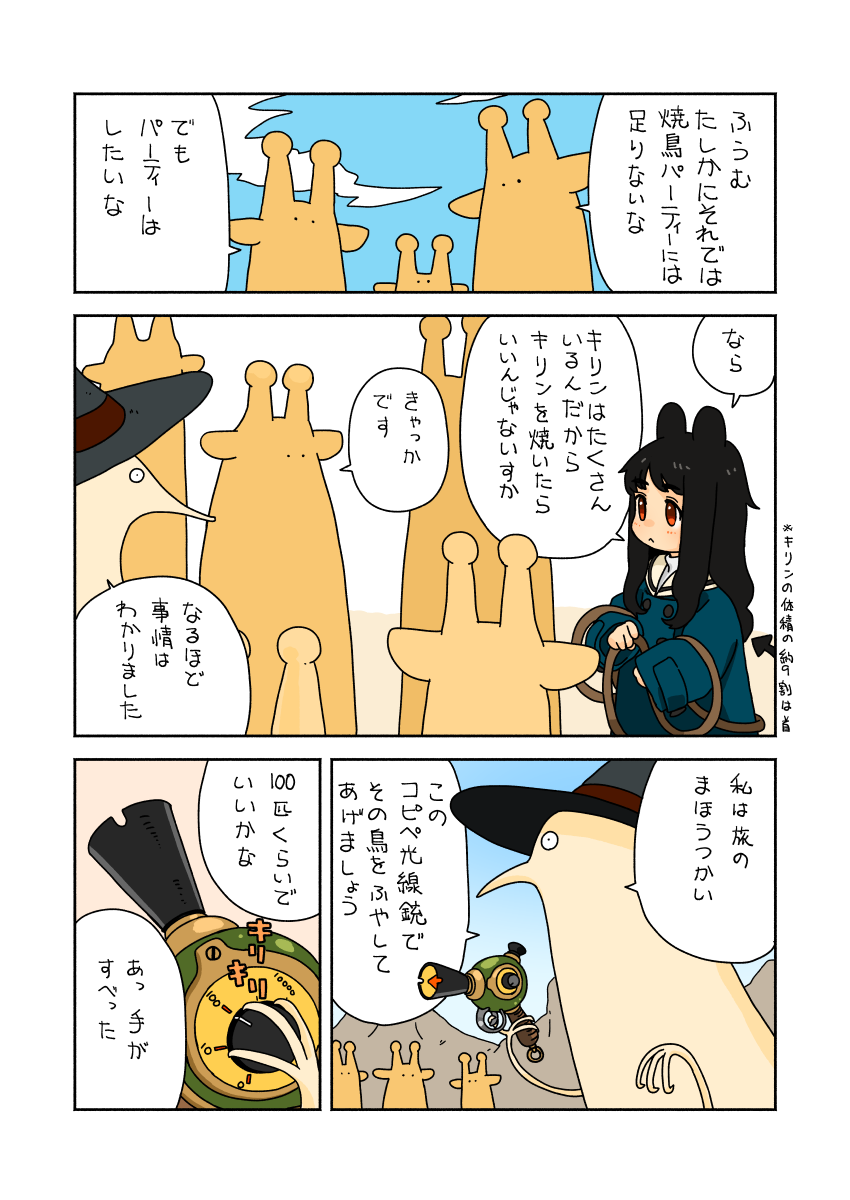 ふうむ
たしかにそれでは
焼鳥パーティーには
足りないな
でも
パーティーは
したいな
なら
キリンはたくさん
いるんだから
キリンを焼いたら
いいんじゃないすか
きゃっか
です
なるほど
事情は
わかりました
※キリンの体積の約9割は首
私は旅の
まほうつかい
この
コピペ光線銃で
その鳥をふやして
あげましょう
100匹くらいで
いいかな
キリ
キリ
0
10
100
1000
10000
あっ手が
すべった